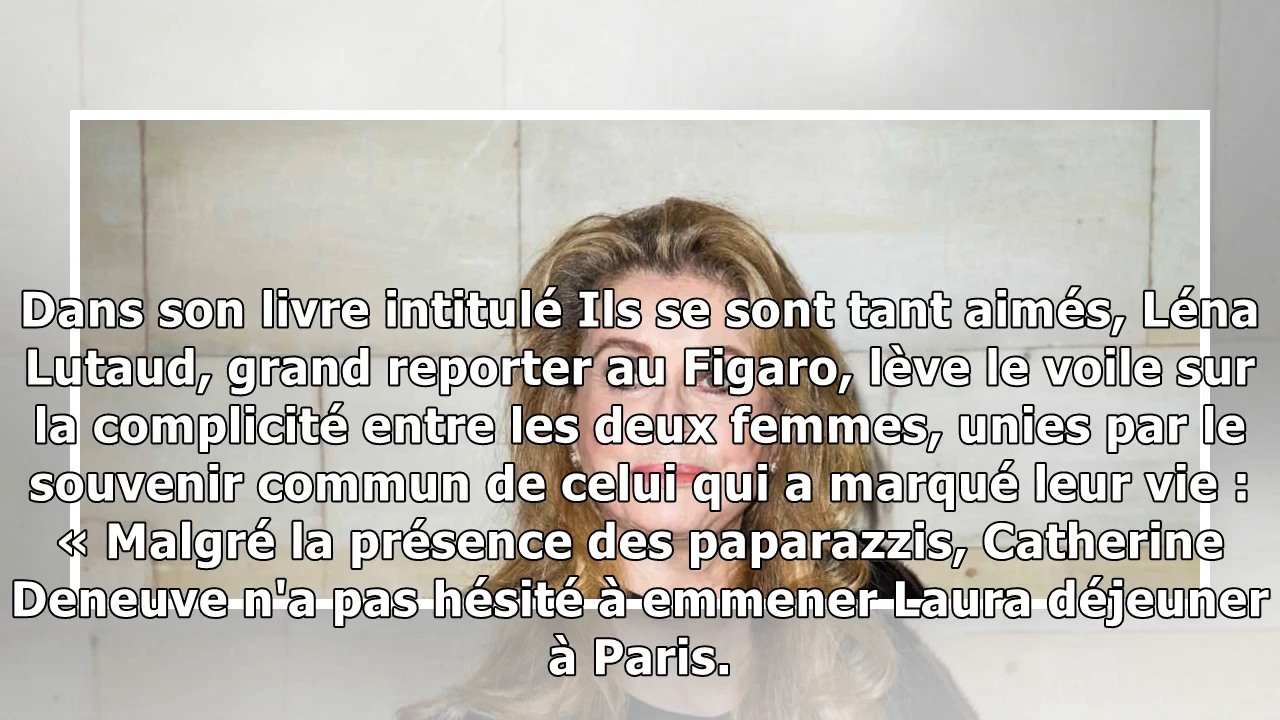 Dans son livre intitulé Ils se sont tant aimés, Léna
Lutaud, grand reporter au Figaro, lève le voile sur
la complicité entre les deux femmes, unies par le
souvenir commun de celui qui a marqué leur vie :
« Malgré la présence des paparazzis, Catherine
Deneuve n'a pas hésité à emmener Laura déjeuner
à Paris.